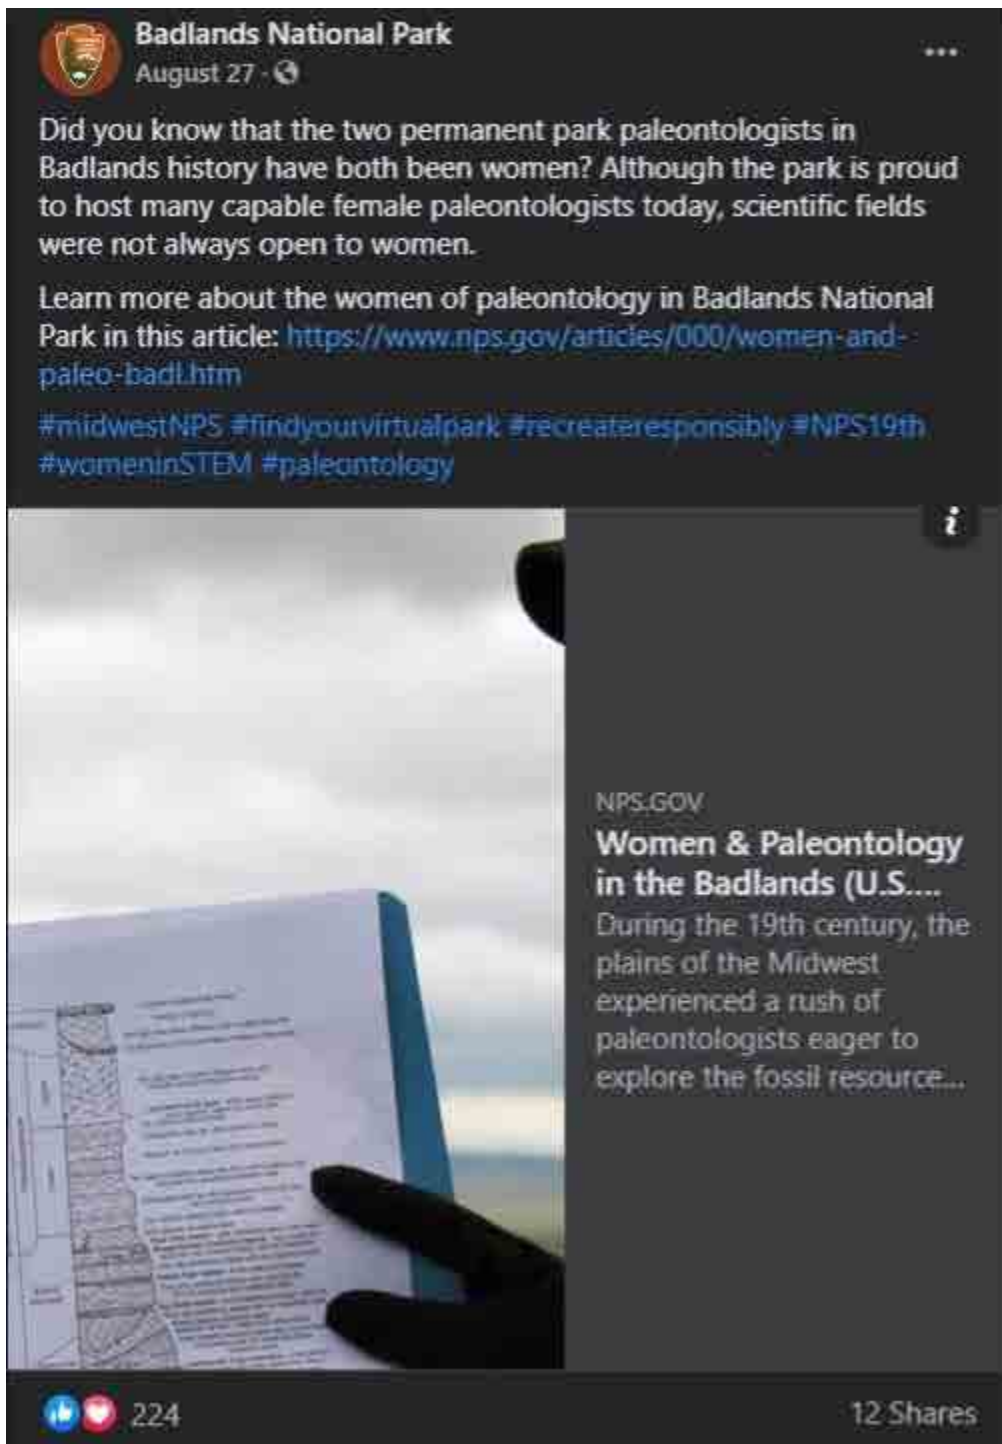 Badlands National Park
August 27 ·
Did you know that the two permanent park paleontologists in
Badlands history have both been women? Although the park is proud
to host many capable female paleontologists today, scientific fields
were not always open to women.
Learn more about the women of paleontology in Badlands National
Park in this article: https://www.nps.gov/articles/000/women-and-
paleo-badl.htm
#midwestNPS #findyourvirtualpark #recreateresponsibly #NPS19th
#womeninSTEM #paleontology
i
NPS.GOV
Women & Paleontology
in the Badlands (U.S....
During the 19th century, the
plains of the Midwest
experienced a rush of
paleontologists eager to
explore the fossil resource...
224
12 Shares